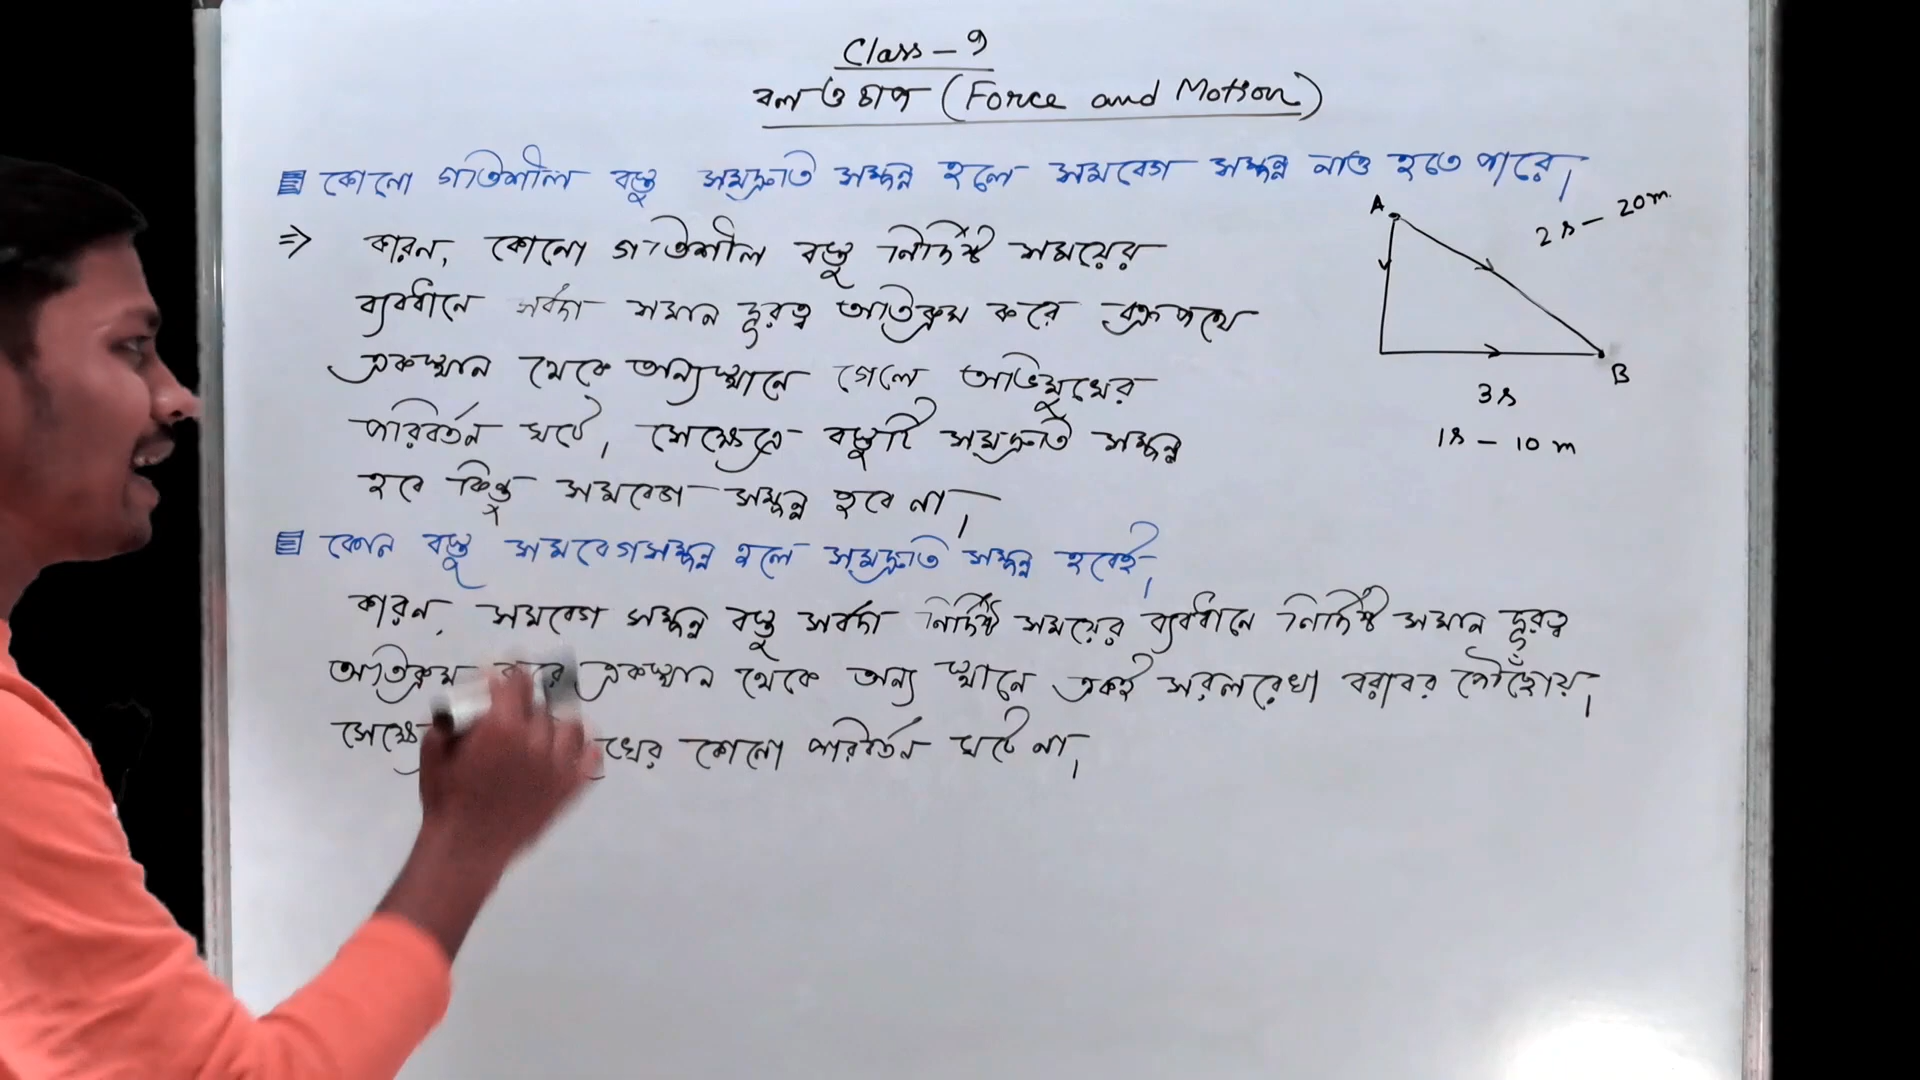 Class - 9
বল ও চাপ (Force and Motion)
কোনো গতিশীল বস্তু সমদ্রুতি সম্পন্ন হলে সমবেগ সম্পন্ন নাও হতে পারে।
⇒ কারন, কোনো গতিশীল বস্তু নির্দিষ্ট সময়ের
ব্যবধানে সর্বদা সমান দূরত্ব অতিক্রম করে বক্রপথে
একস্থান থেকে অন্যস্থানে গেলে অভিমুখের
পরিবর্তন ঘটে, সেক্ষেত্রে বস্তুটি সমদ্রুতি সম্পন্ন
হবে কিন্তু সমবেগ সম্পন্ন হবে না।
A
2s - 20m.
B
3s
1s - 10 m
কোন বস্তু সমবেগসম্পন্ন হলে সমদ্রুতি সম্পন্ন হবেই।
কারন, সমবেগ সম্পন্ন বস্তু সর্বদা নির্দিষ্ট সময়ের ব্যবধানে নির্দিষ্ট সমান দূরত্ব
অতিক্রম করে একস্থান থেকে অন্য স্থানে একই সরলরেখা বরাবর পৌছোয়।
কোনো পরিবর্তন ঘটে না।